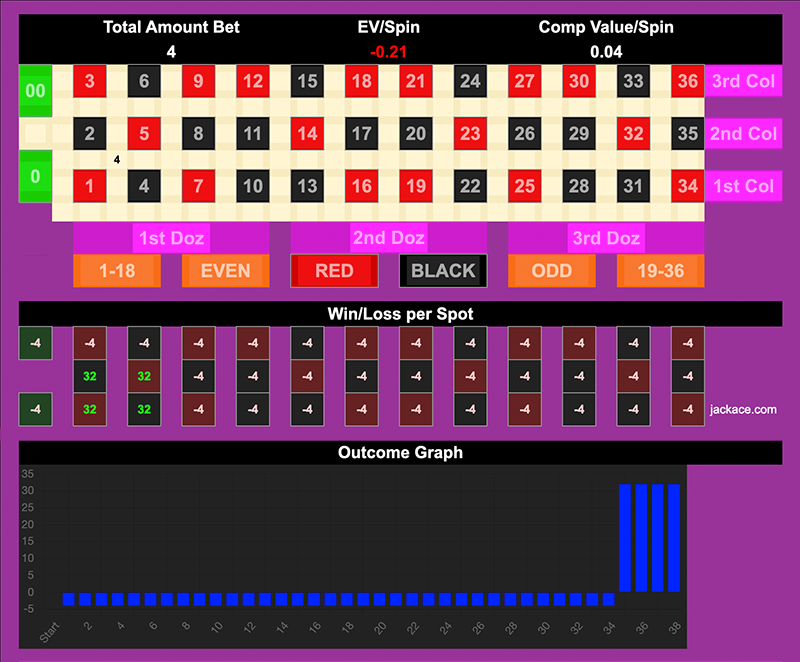 Total Amount Bet EV/Spin Comp Value/Spin
4 -0.21 0.04
00 3 6 9 12 15 18 21 24 27 30 33 36 3rd Col
2 5 8 11 14 17 20 23 26 29 32 35 2nd Col
4
0 1 4 7 10 13 16 19 22 25 28 31 34 1st Col
1st Doz 2nd Doz 3rd Doz
1-18 EVEN RED BLACK ODD 19-36
Win/Loss per Spot
-4 -4 -4 -4 -4 -4 -4 -4 -4 -4 -4 -4 -4
32 32 -4 -4 -4 -4 -4 -4 -4 -4 -4 -4
-4 32 32 -4 -4 -4 -4 -4 -4 -4 -4 -4 -4 jackace.com
Outcome Graph
35
30
25
20
15
10
5
0
-5
Start 2 4 6 8 10 12 14 16 18 20 22 24 26 28 30 32 34 36 38